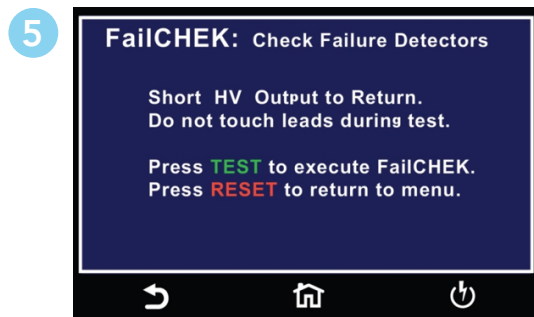 5
FailCHEK: Check Failure Detectors
Short HV Output to Return.
Do not touch leads during test.
Press TEST to execute FailCHEK.
Press RESET to return to menu.